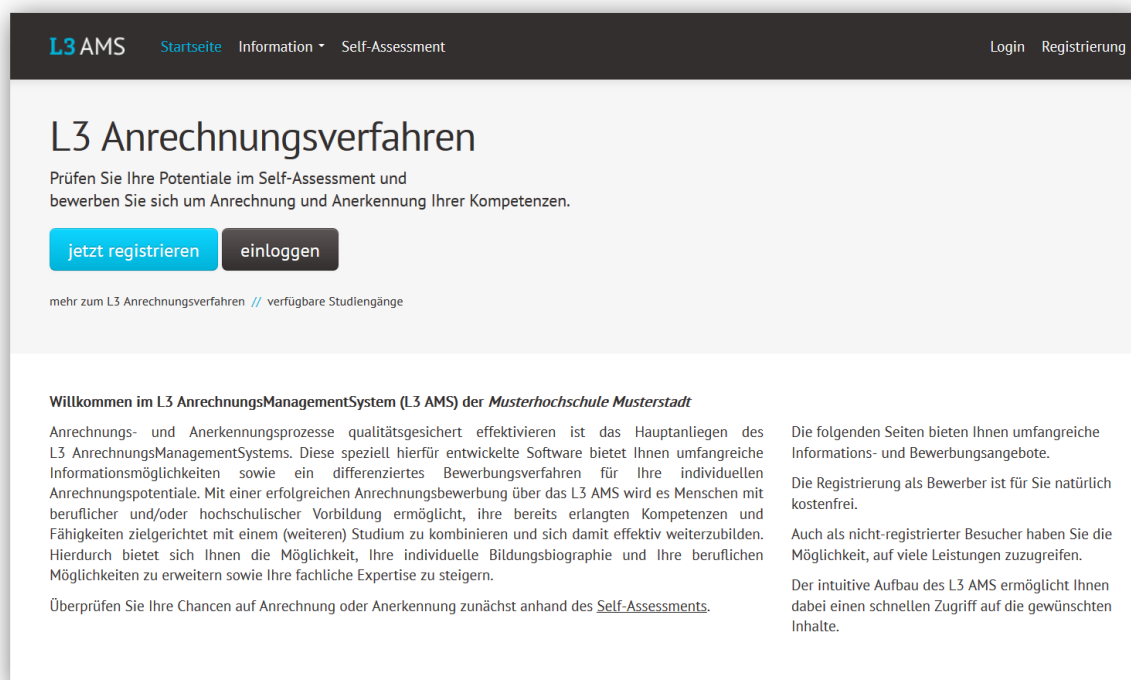 L3 AMS Startseite Information Self-Assessment Login Registrierung
L3 Anrechnungsverfahren
Prüfen Sie Ihre Potentiale im Self-Assessment und
bewerben Sie sich um Anrechnung und Anerkennung Ihrer Kompetenzen.
jetzt registrieren einloggen
mehr zum L3 Anrechnungsverfahren // verfügbare Studiengänge
Willkommen im L3 AnrechnungsManagementSystem (L3 AMS) der Musterhochschule Musterstadt
Anrechnungs- und Anerkennungsprozesse qualitätsgesichert effektivieren ist das Hauptanliegen des
L3 AnrechnungsManagementSystems. Diese speziell hierfür entwickelte Software bietet Ihnen umfangreiche
Informationsmöglichkeiten sowie ein differenziertes Bewerbungsverfahren für Ihre individuellen
Anrechnungspotentiale. Mit einer erfolgreichen Anrechnungsbewerbung über das L3 AMS wird es Menschen mit
beruflicher und/oder hochschulischer Vorbildung ermöglicht, ihre bereits erlangten Kompetenzen und
Fähigkeiten zielgerichtet mit einem (weiteren) Studium zu kombinieren und sich damit effektiv weiterzubilden.
Hierdurch bietet sich Ihnen die Möglichkeit, Ihre individuelle Bildungsbiographie und Ihre beruflichen
Möglichkeiten zu erweitern sowie Ihre fachliche Expertise zu steigern.
Überprüfen Sie Ihre Chancen auf Anrechnung oder Anerkennung zunächst anhand des Self-Assessments.
Die folgenden Seiten bieten Ihnen umfangreiche
Informations- und Bewerbungsangebote.
Die Registrierung als Bewerber ist für Sie natürlich
kostenfrei.
Auch als nicht-registrierter Besucher haben Sie die
Möglichkeit, auf viele Leistungen zuzugreifen.
Der intuitive Aufbau des L3 AMS ermöglicht Ihnen
dabei einen schnellen Zugriff auf die gewünschten
Inhalte.